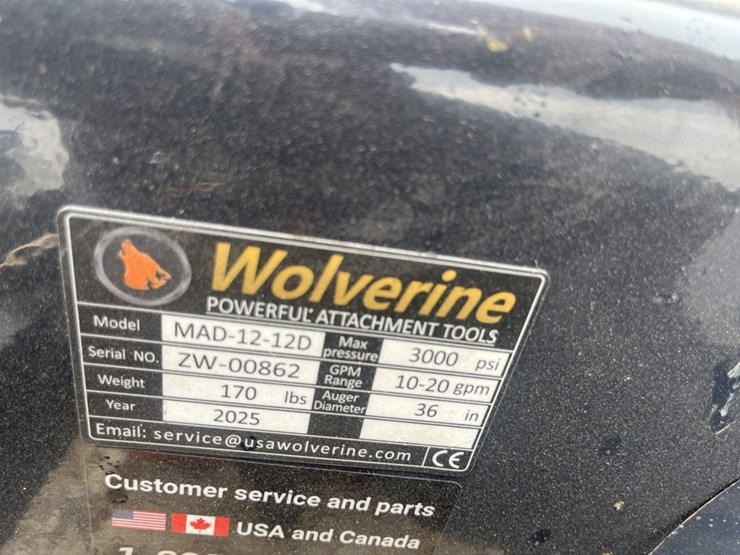 Wolverine
POWERFUL ATTACHMENT TOOLS
Model MAD-12-12D Max pressure 3000 psi
Serial NO. ZW-00862 GPM Range 10-20 gpm
Weight 170 lbs Auger Diameter 36 in
Year 2025
Email: service@usawolverine.com CE
Customer service and parts
USA and Canada